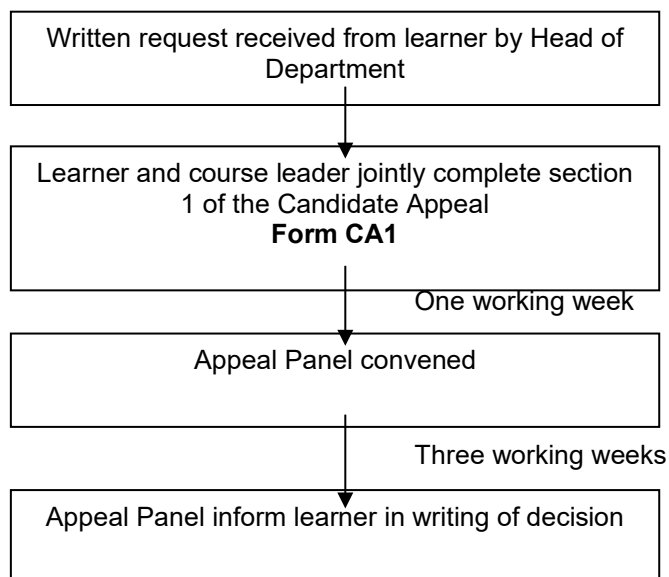 Written request received from learner by Head of
Department
Learner and course leader jointly complete section
1 of the Candidate Appeal
Form CA1
One working week
Appeal Panel convened
Three working weeks
Appeal Panel inform learner in writing of decision